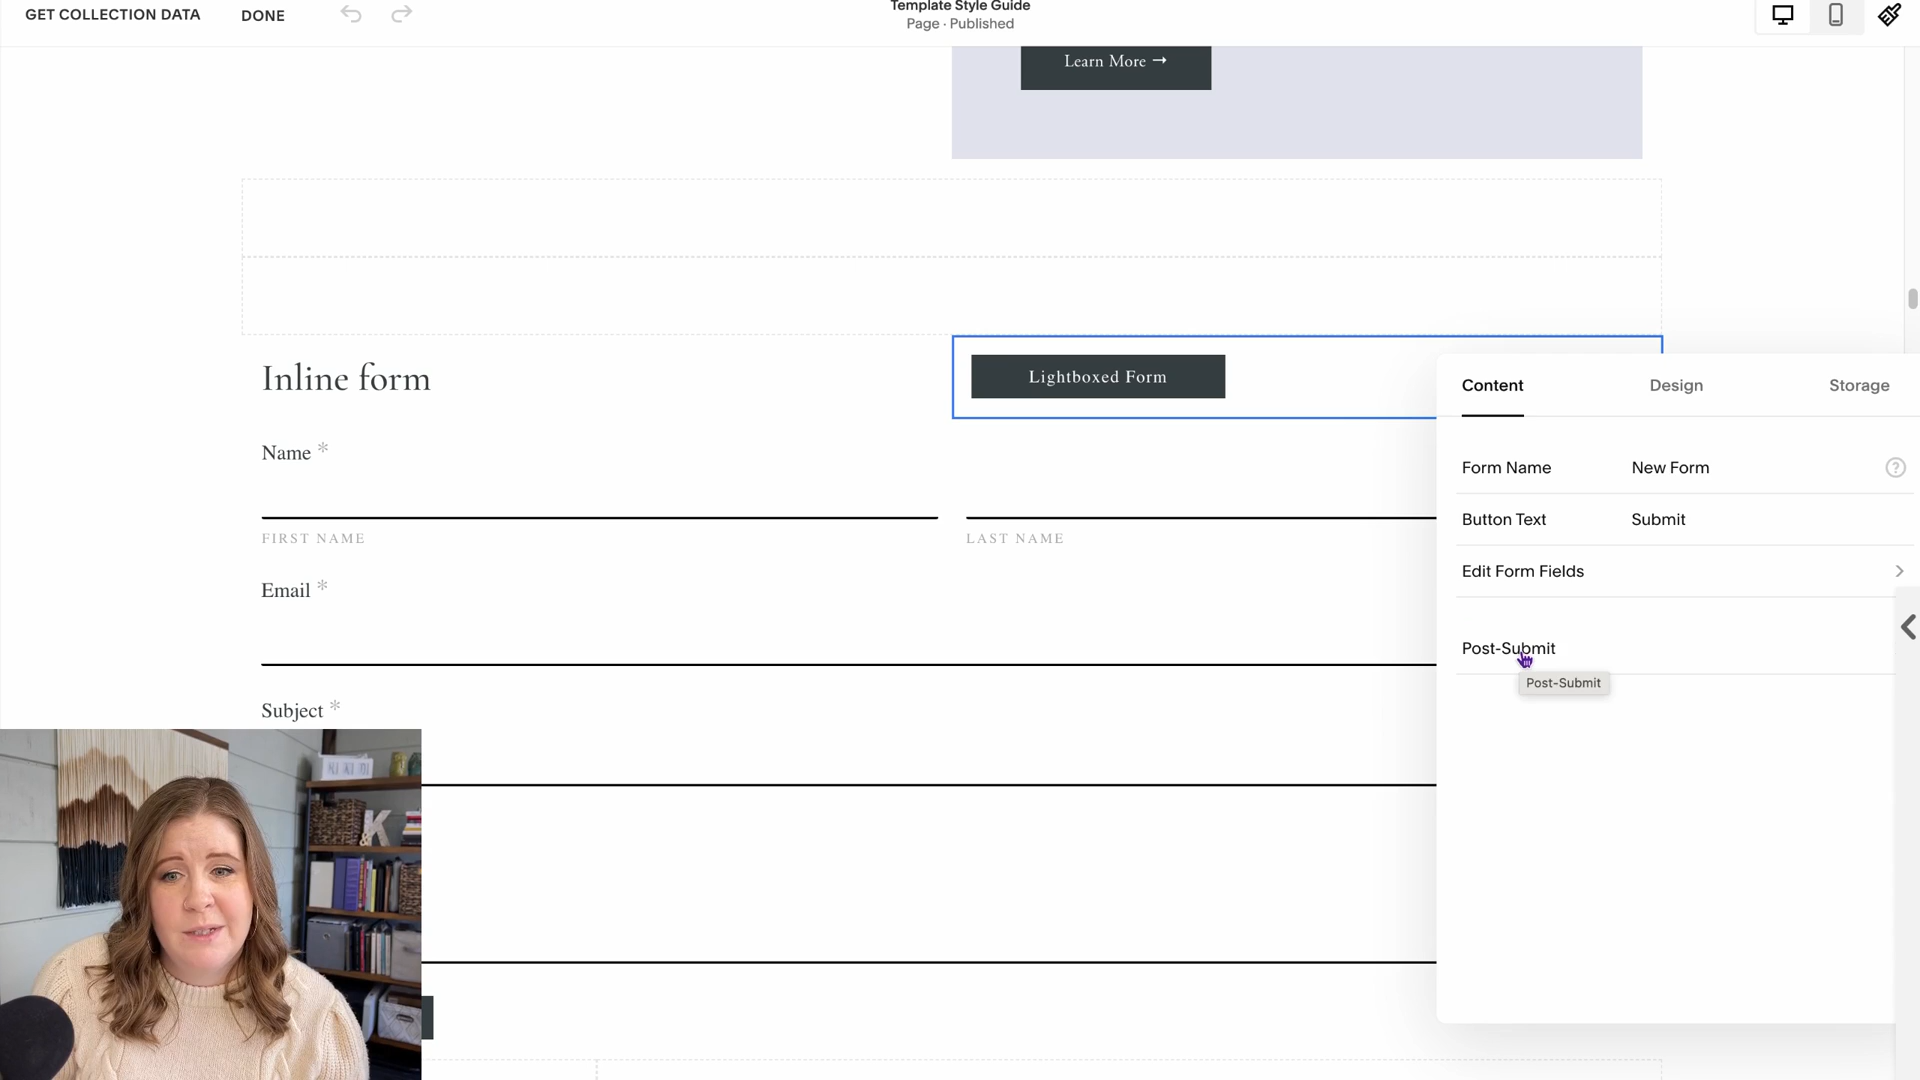 GET COLLECTION DATA
DONE
Template Style Guide
Page · Published
Learn More →
Inline form
Lightboxed Form
Name *
FIRST NAME
LAST NAME
Email *
Subject *
Content
Design
Storage
Form Name
New Form
?
Button Text
Submit
Edit Form Fields
Post-Submit
Post-Submit
K